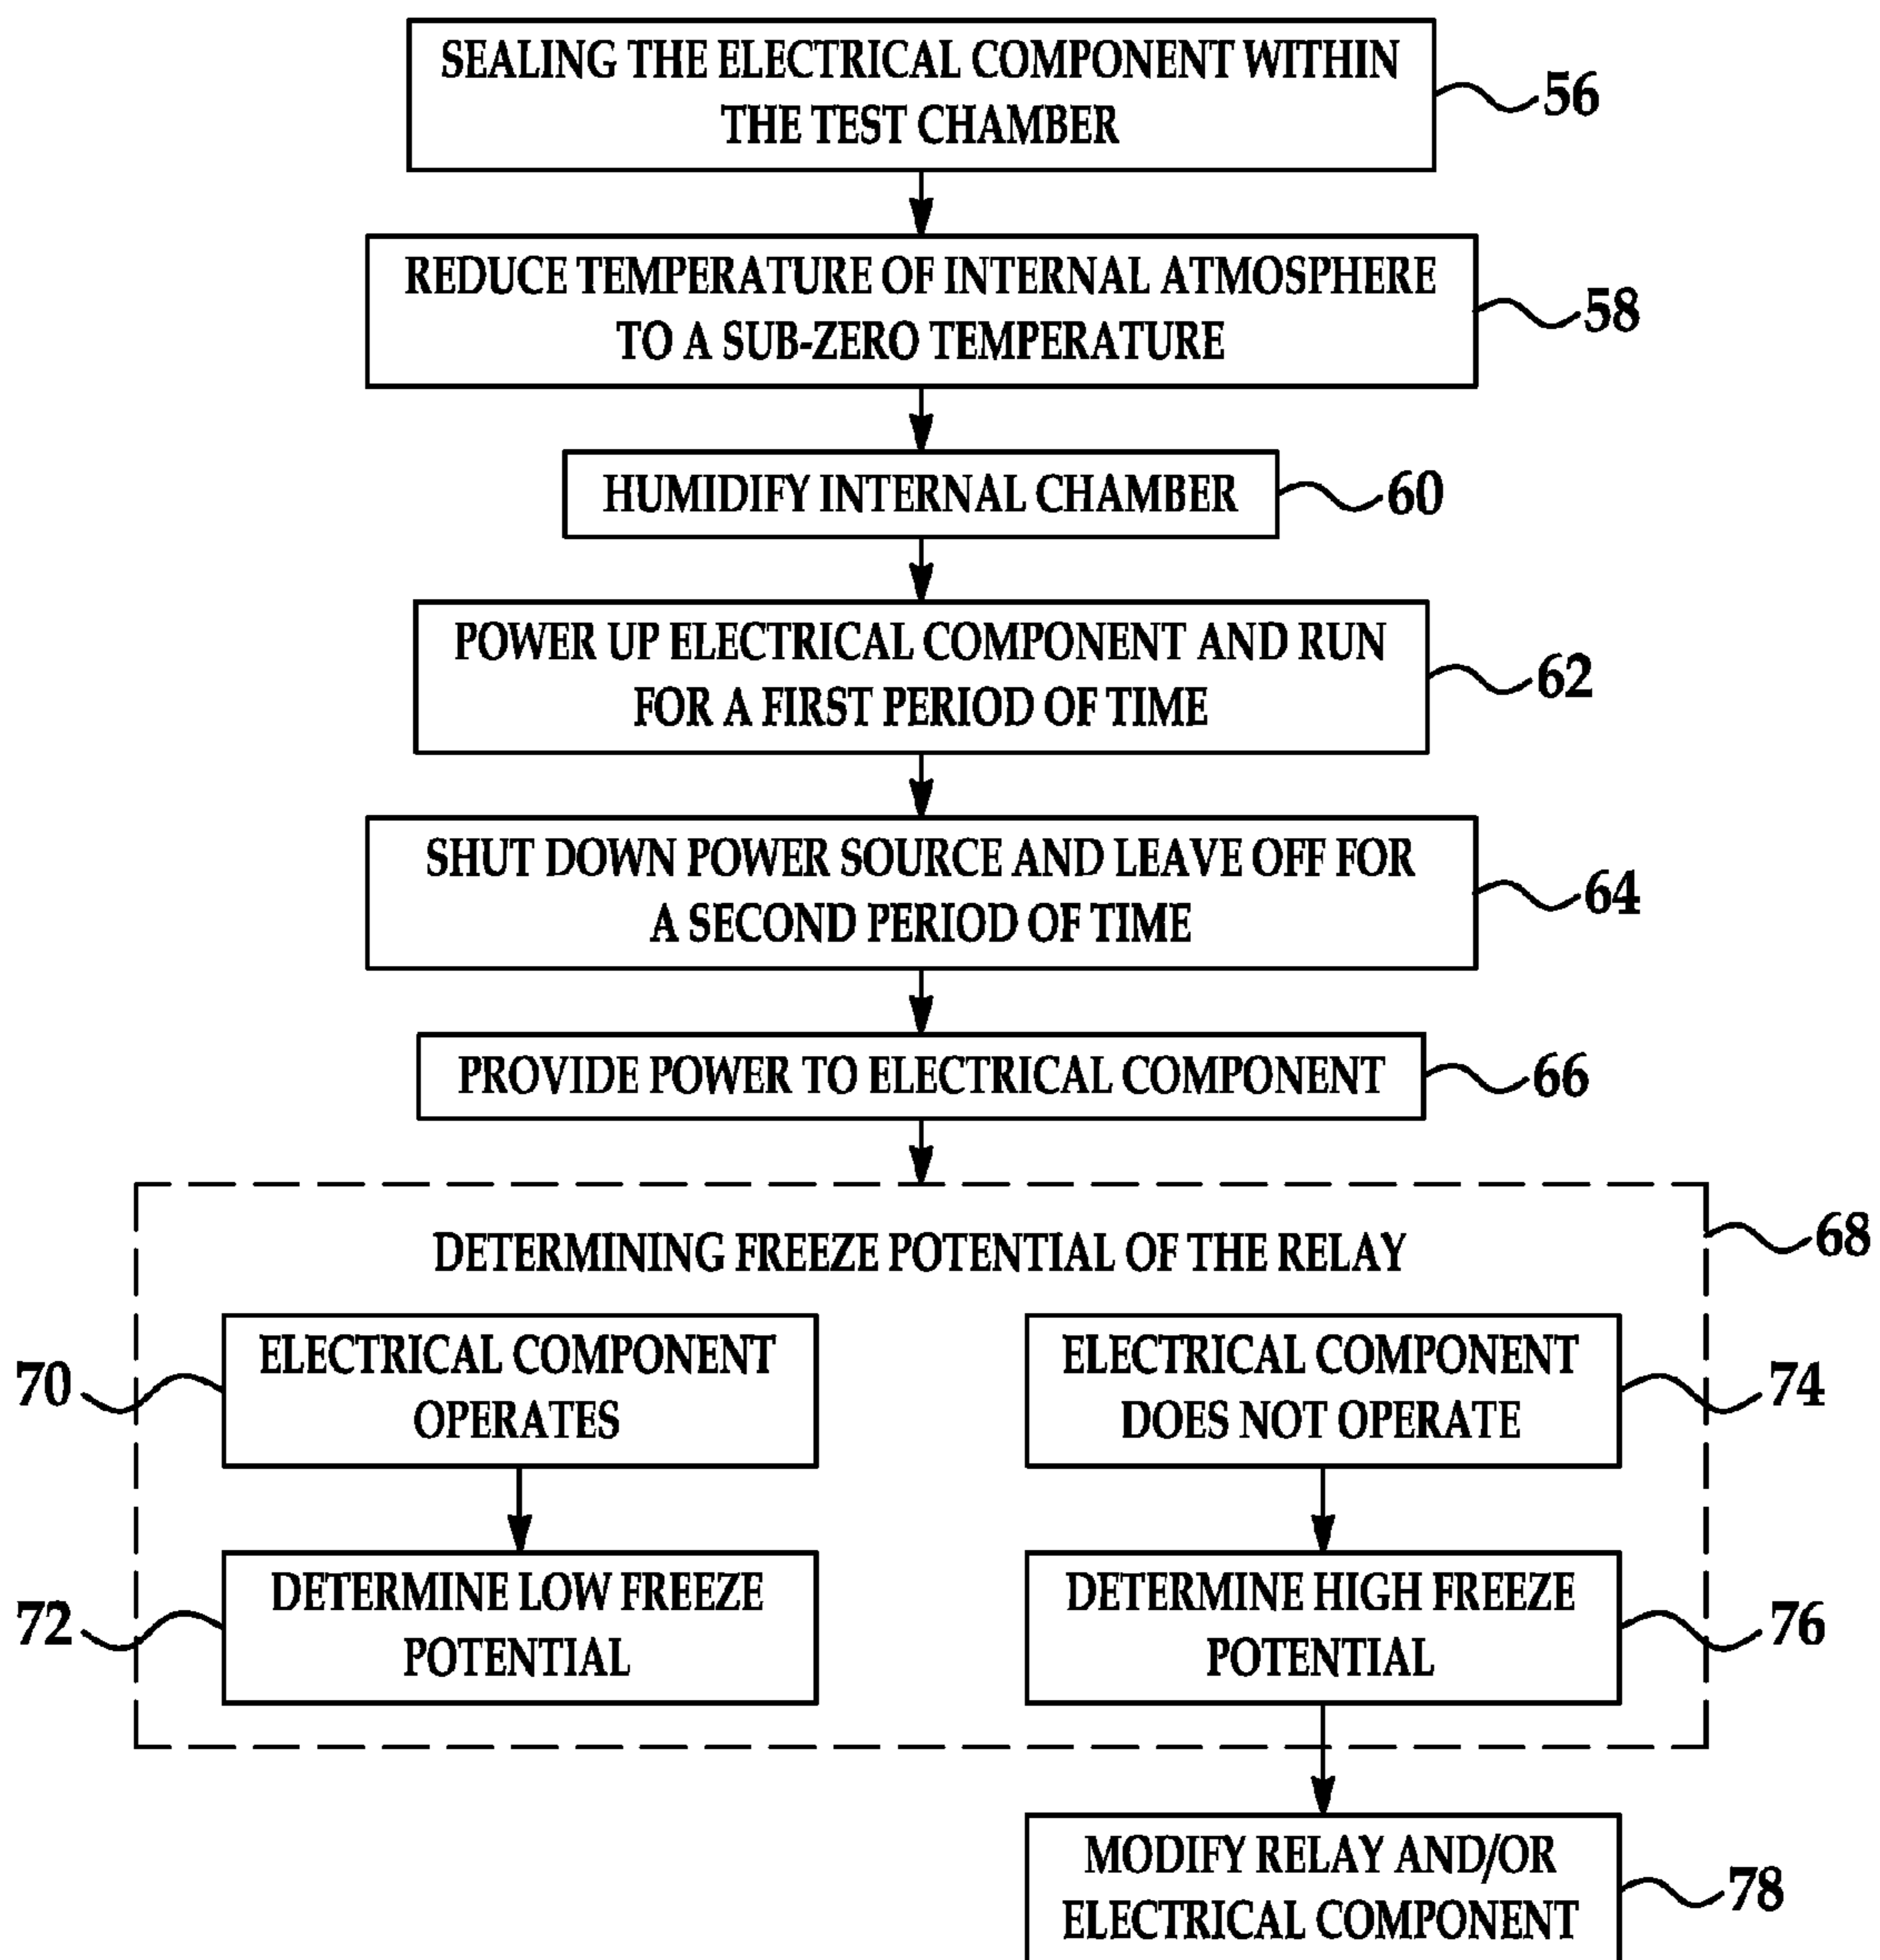 SEALING THE ELECTRICAL COMPONENT WITHIN
THE TEST CHAMBER
56
REDUCE TEMPERATURE OF INTERNAL ATMOSPHERE
TO A SUB-ZERO TEMPERATURE
58
HUMIDIFY INTERNAL CHAMBER
60
POWER UP ELECTRICAL COMPONENT AND RUN
FOR A FIRST PERIOD OF TIME
62
SHUT DOWN POWER SOURCE AND LEAVE OFF FOR
A SECOND PERIOD OF TIME
64
PROVIDE POWER TO ELECTRICAL COMPONENT
66
DETERMINING FREEZE POTENTIAL OF THE RELAY
68
70
ELECTRICAL COMPONENT
OPERATES
ELECTRICAL COMPONENT
DOES NOT OPERATE
74
72
DETERMINE LOW FREEZE
POTENTIAL
DETERMINE HIGH FREEZE
POTENTIAL
76
MODIFY RELAY AND/OR
ELECTRICAL COMPONENT
78